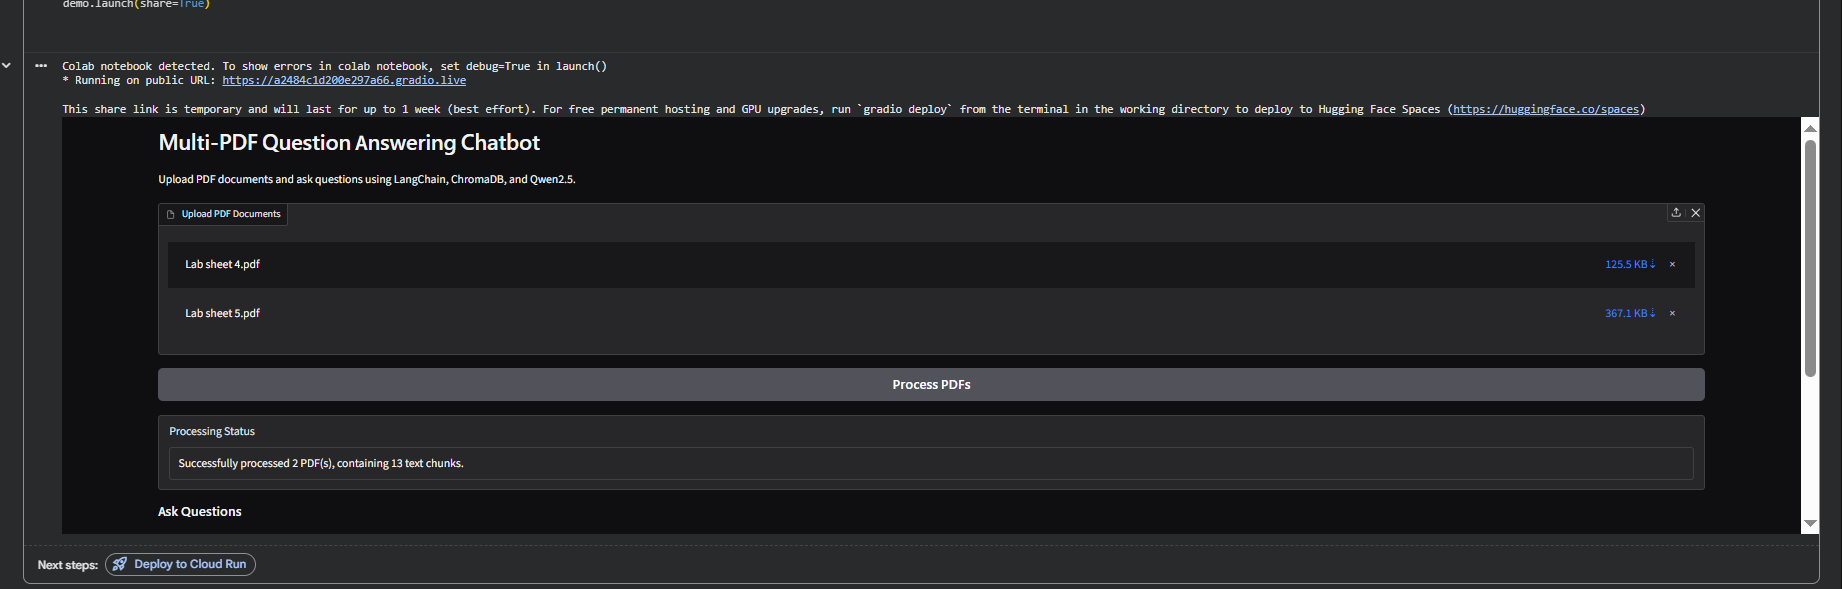 demo.launch(share=True)
Colab notebook detected. To show errors in colab notebook, set debug=True in launch()
* Running on public URL: https://a2484c1d200e297a66.gradio.live
This share link is temporary and will last for up to 1 week (best effort). For free permanent hosting and GPU upgrades, run `gradio deploy` from the terminal in the working directory to deploy to Hugging Face Spaces (https://huggingface.co/spaces)
Multi-PDF Question Answering Chatbot
Upload PDF documents and ask questions using LangChain, ChromaDB, and Qwen2.5.
Upload PDF Documents
Lab sheet 4.pdf 125.5 KB⇣ ×
Lab sheet 5.pdf 367.1 KB⇣ ×
Process PDFs
Processing Status
Successfully processed 2 PDF(s), containing 13 text chunks.
Ask Questions
Next steps: Deploy to Cloud Run